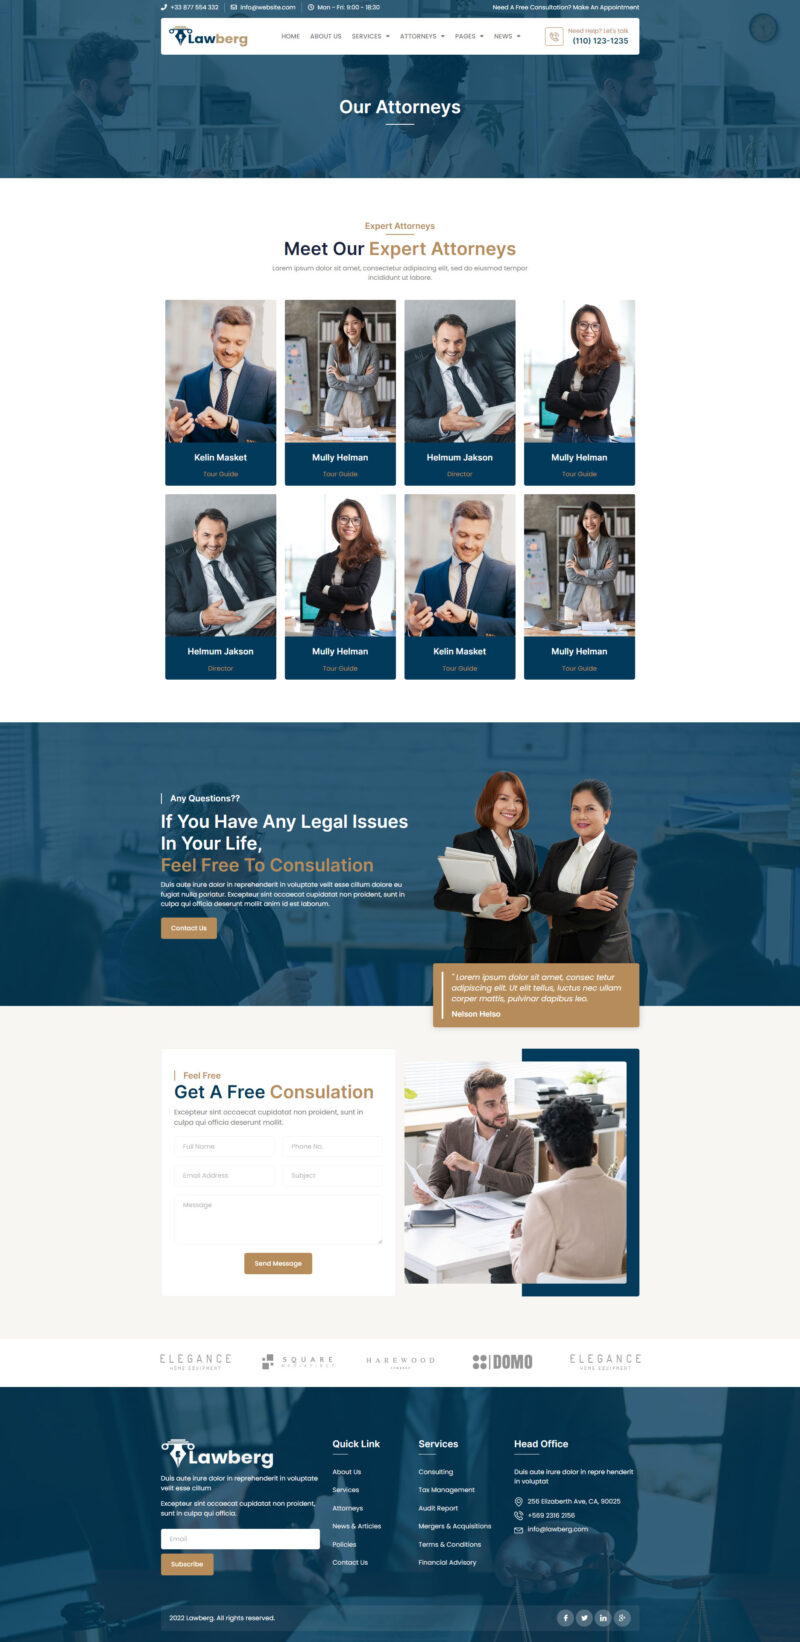 +33 877 554 332
Info@website.com
Mon - Fri: 9:00 - 18:30
Need A Free Consultation? Make An Appointment
Lawberg
HOME
ABOUT US
SERVICES
ATTORNEYS
PAGES
NEWS
Need Help? Let's talk
(110) 123-1235
Our Attorneys
Expert Attorneys
Meet Our Expert Attorneys
Lorem ipsum dolor sit amet, consectetur adipiscing elit, sed do eiusmod tempor
incididunt ut labore.
Kelin Masket
Tour Guide
Mully Helman
Tour Guide
Helmum Jakson
Director
Mully Helman
Tour Guide
Helmum Jakson
Director
Mully Helman
Tour Guide
Kelin Masket
Tour Guide
Mully Helman
Tour Guide
Any Questions??
If You Have Any Legal Issues
In Your Life,
Feel Free To Consulation
Duis aute irure dolor in reprehenderit in voluptate velit esse cillum dolore eu
fugiat nulla pariatur. Excepteur sint occaecat cupidatat non proident, sunt in
culpa qui officia deserunt mollit anim id est laborum.
Contact Us
" Lorem ipsum dolor sit amet, consec tetur
adipiscing elit. Ut elit tellus, luctus nec ullam
corper mattis, pulvinar dapibus leo.
Nelson Helso
Feel Free
Get A Free Consulation
Excepteur sint occaecat cupidatat non proident, sunt in
culpa qui officia deserunt mollit.
Full Name
Phone No.
Email Address
Subject
Message
Send Message
ELEGANCE
HOME EQUIPMENT
SQUARE
HAREWOOD
COMPANY
DOMO
ELEGANCE
HOME EQUIPMENT
Lawberg
Duis aute irure dolor in reprehenderit in voluptate
velit esse cillum
Excepteur sint occaecat cupidatat non proident,
sunt in culpa qui officia.
Email
Subscribe
Quick Link
About Us
Services
Attorneys
News & Articles
Policies
Contact Us
Services
Consulting
Tax Management
Audit Report
Mergers & Acquisitions
Terms & Conditions
Financial Advisory
Head Office
Duis aute irure dolor in repre henderit
in voluptat
256 Elizaberth Ave, CA, 90025
+569 2316 2156
info@lawberg.com
2022 Lawberg. All rights reserved.